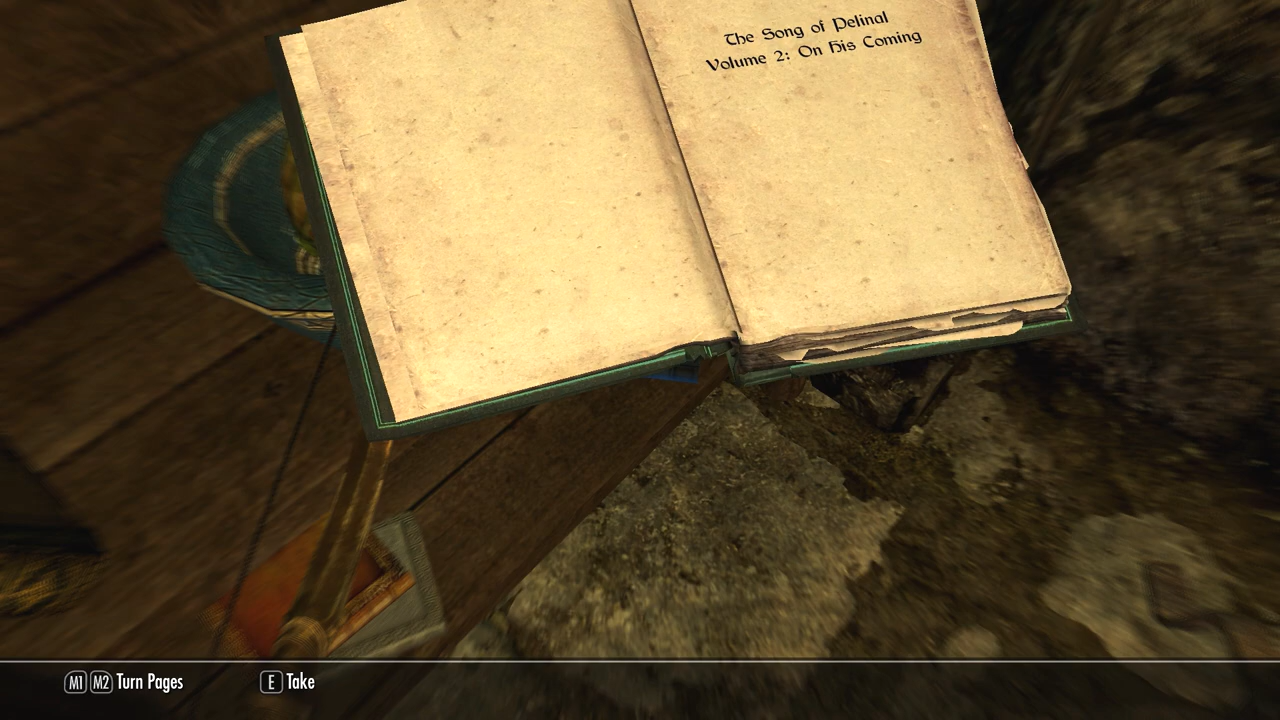 The Song of Pelinal
Volume 2: On His Coming
M1 M2 Turn Pages
E Take